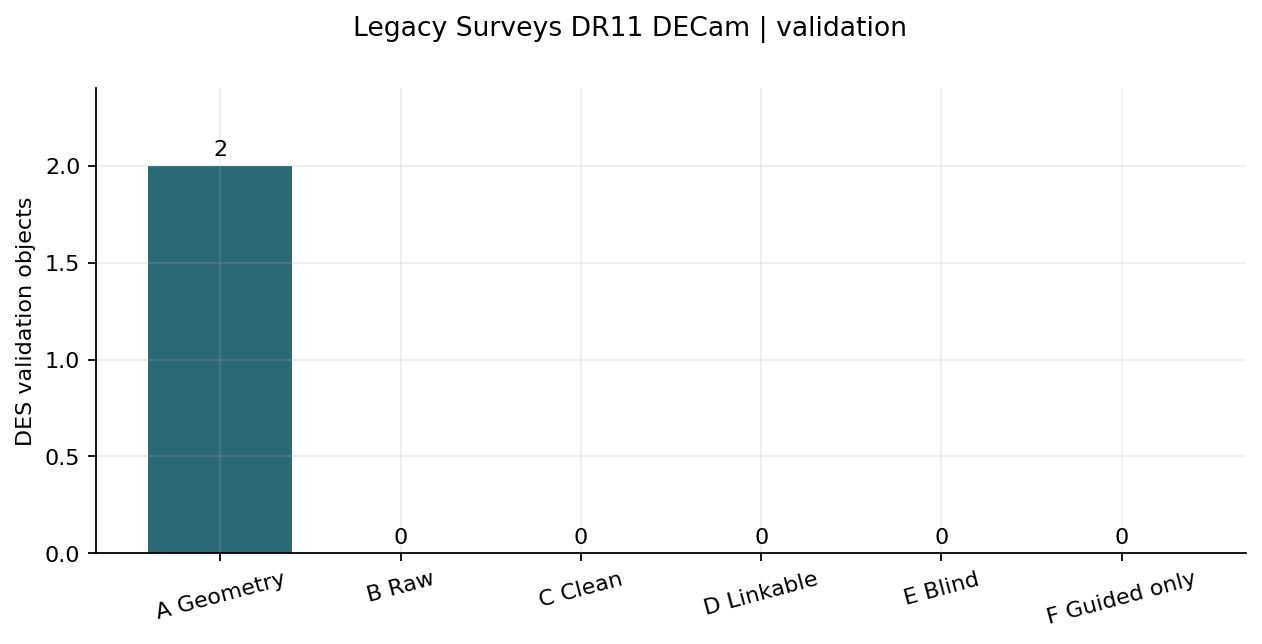 Legacy Surveys DR11 DECam | validation
DES validation objects
2.0
1.5
1.0
0.5
0.0
2
0
0
0
0
0
A Geometry
B Raw
C Clean
D Linkable
E Blind
F Guided only